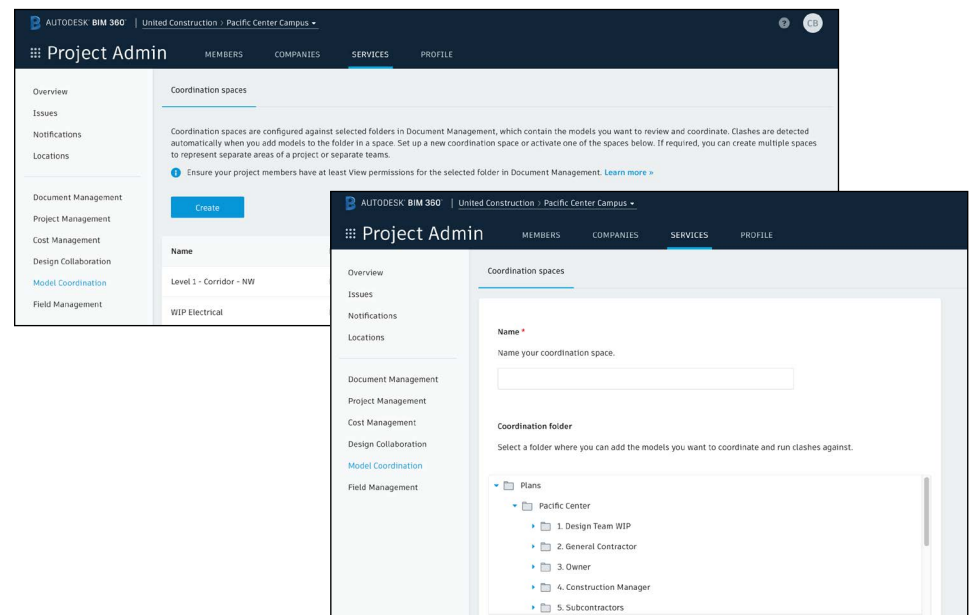 AUTODESK® BIM 360® | United Construction > Pacific Center Campus
? CB
Project Admin MEMBERS COMPANIES SERVICES PROFILE
Overview
Issues
Notifications
Locations
Document Management
Project Management
Cost Management
Design Collaboration
Model Coordination
Field Management
Coordination spaces
Coordination spaces are configured against selected folders in Document Management, which contain the models you want to review and coordinate. Clashes are detected
automatically when you add models to the folder in a space. Set up a new coordination space or activate one of the spaces below. If required, you can create multiple spaces
to represent separate areas of a project or separate teams.
Ensure your project members have at least View permissions for the selected folder in Document Management. Learn more »
Create
Name
Level 1 - Corridor - NW
WIP Electrical
AUTODESK® BIM 360® | United Construction > Pacific Center Campus
Project Admin MEMBERS COMPANIES SERVICES PROFILE
Overview
Issues
Notifications
Locations
Document Management
Project Management
Cost Management
Design Collaboration
Model Coordination
Field Management
Coordination spaces
Name *
Name your coordination space.
Coordination folder
Select a folder where you can add the models you want to coordinate and run clashes against.
Plans
Pacific Center
1. Design Team WIP
2. General Contractor
3. Owner
4. Construction Manager
5. Subcontractors